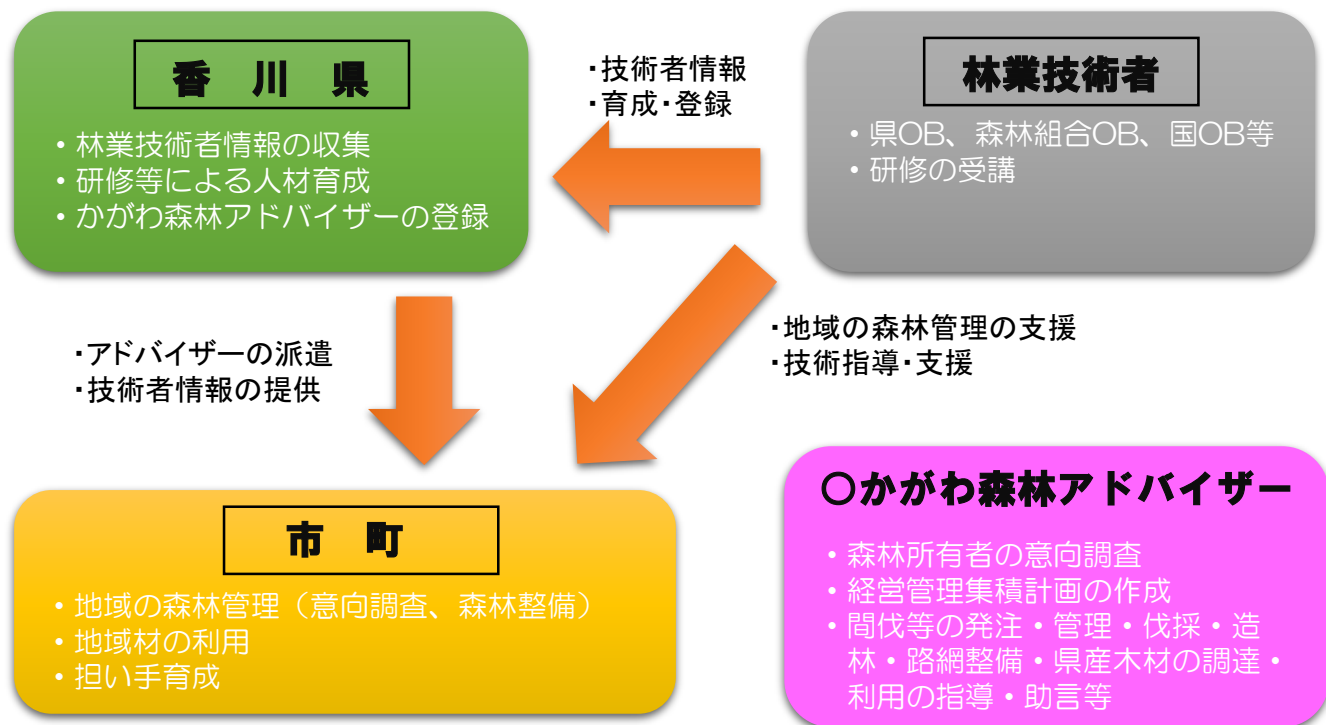 香 川 県
・林業技術者情報の収集
・研修等による人材育成
・かがわ森林アドバイザーの登録
・技術者情報
・育成・登録
林業技術者
・県OB、森林組合OB、国OB等
・研修の受講
・アドバイザーの派遣
・技術者情報の提供
・地域の森林管理の支援
・技術指導・支援
市 町
・地域の森林管理（意向調査、森林整備）
・地域材の利用
・担い手育成
〇かがわ森林アドバイザー
・森林所有者の意向調査
・経営管理集積計画の作成
・間伐等の発注・管理・伐採・造
林・路網整備・県産木材の調達・
利用の指導・助言等